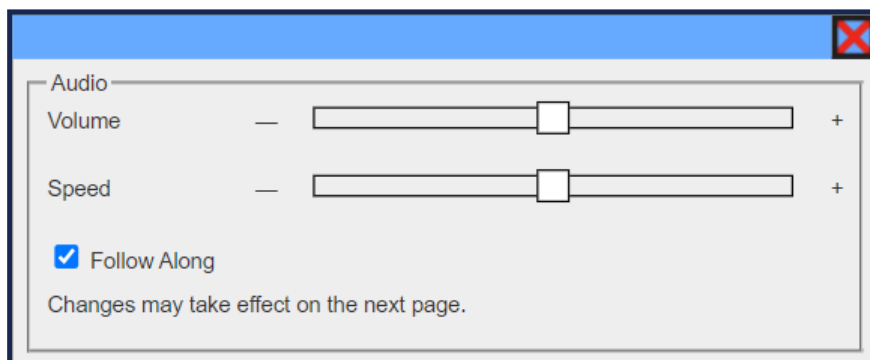 Audio
Volume — +
Speed — +
Follow Along
Changes may take effect on the next page.